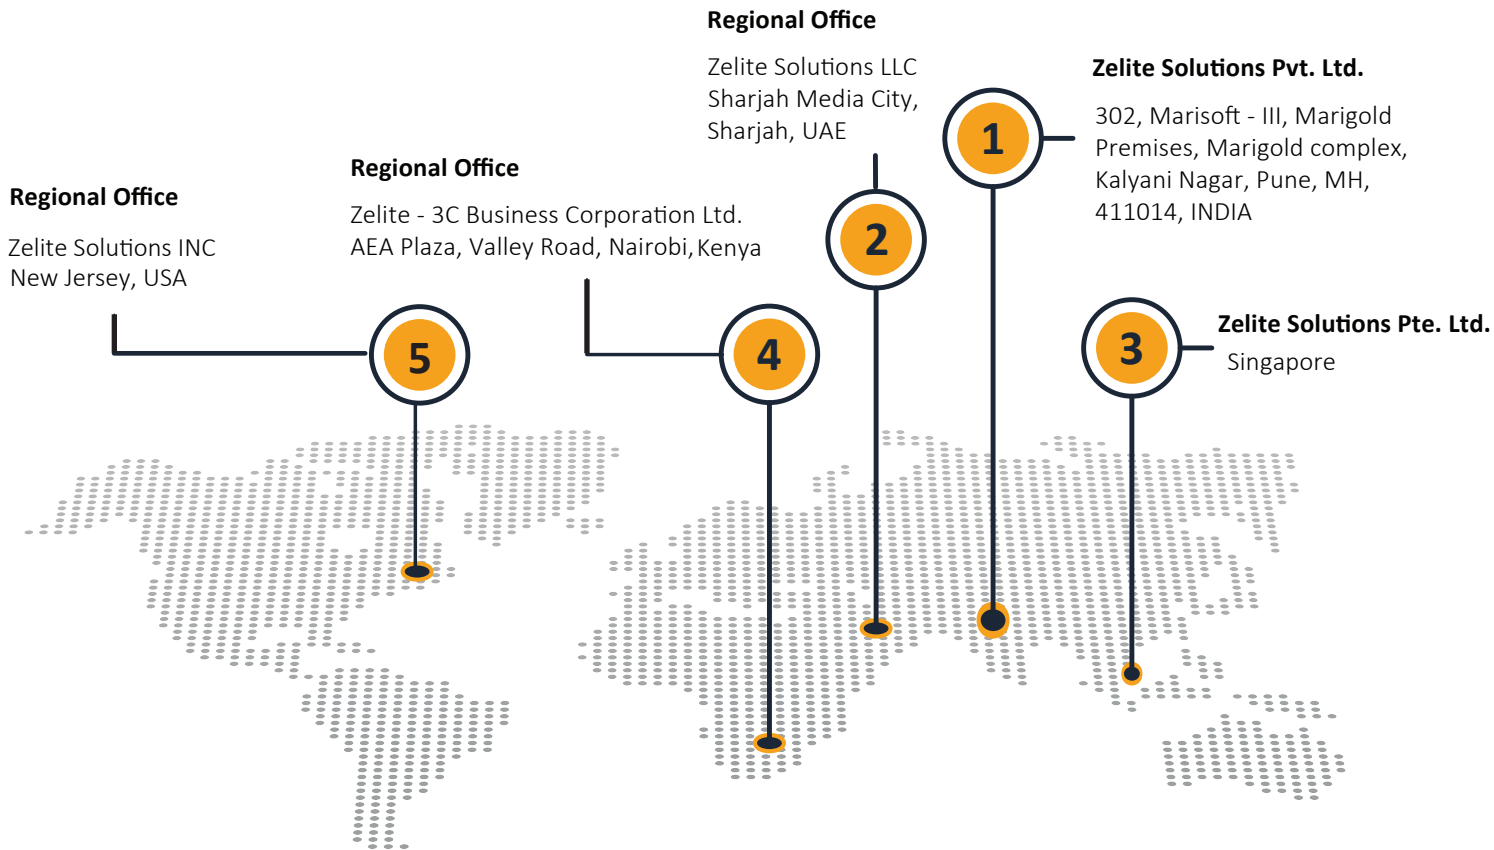 Regional Office
Zelite Solutions LLC
Sharjah Media City,
Sharjah, UAE
Zelite Solutions Pvt. Ltd.
302, Marisoft - III, Marigold
Premises, Marigold complex,
Kalyani Nagar, Pune, MH,
411014, INDIA
1
Regional Office
Zelite - 3C Business Corporation Ltd.
AEA Plaza, Valley Road, Nairobi, Kenya
Regional Office
Zelite Solutions INC
New Jersey, USA
2
Zelite Solutions Pte. Ltd.
Singapore
3
4
5